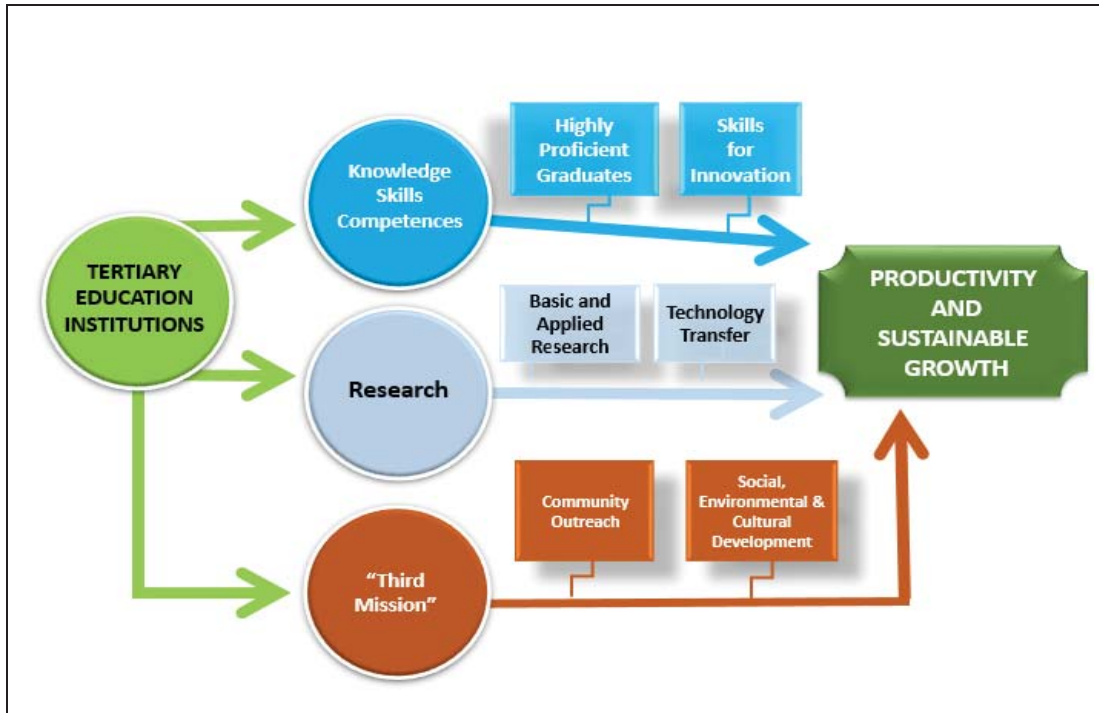 TERTIARY
EDUCATION
INSTITUTIONS
Knowledge
Skills
Competences
Highly
Proficient
Graduates
Skills
for
Innovation
Research
Basic and
Applied
Research
Technology
Transfer
“Third
Mission”
Community
Outreach
Social,
Environmental &
Cultural
Development
PRODUCTIVITY
AND
SUSTAINABLE
GROWTH